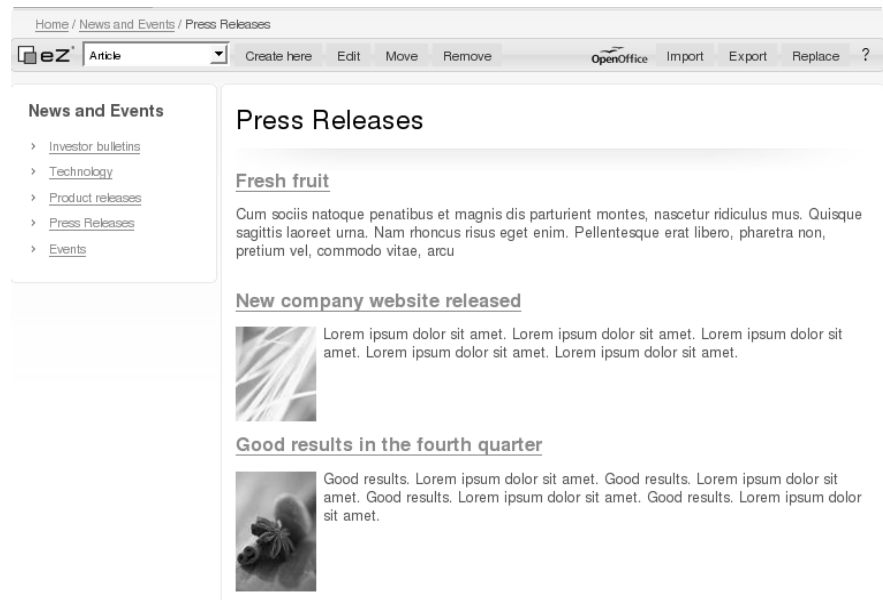 Home / News and Events / Press Releases
eZ Article Create here Edit Move Remove OpenOffice Import Export Replace ?
News and Events
› Investor bulletins
› Technology
› Product releases
› Press Releases
› Events
Press Releases
Fresh fruit
Cum sociis natoque penatibus et magnis dis parturient montes, nascetur ridiculus mus. Quisque
sagittis laoreet urna. Nam rhoncus risus eget enim. Pellentesque erat libero, pharetra non,
pretium vel, commodo vitae, arcu
New company website released
Lorem ipsum dolor sit amet. Lorem ipsum dolor sit amet. Lorem ipsum dolor sit
amet. Lorem ipsum dolor sit amet. Lorem ipsum dolor sit amet.
Good results in the fourth quarter
Good results. Lorem ipsum dolor sit amet. Good results. Lorem ipsum dolor sit
amet. Good results. Lorem ipsum dolor sit amet. Good results. Lorem ipsum dolor
sit amet.